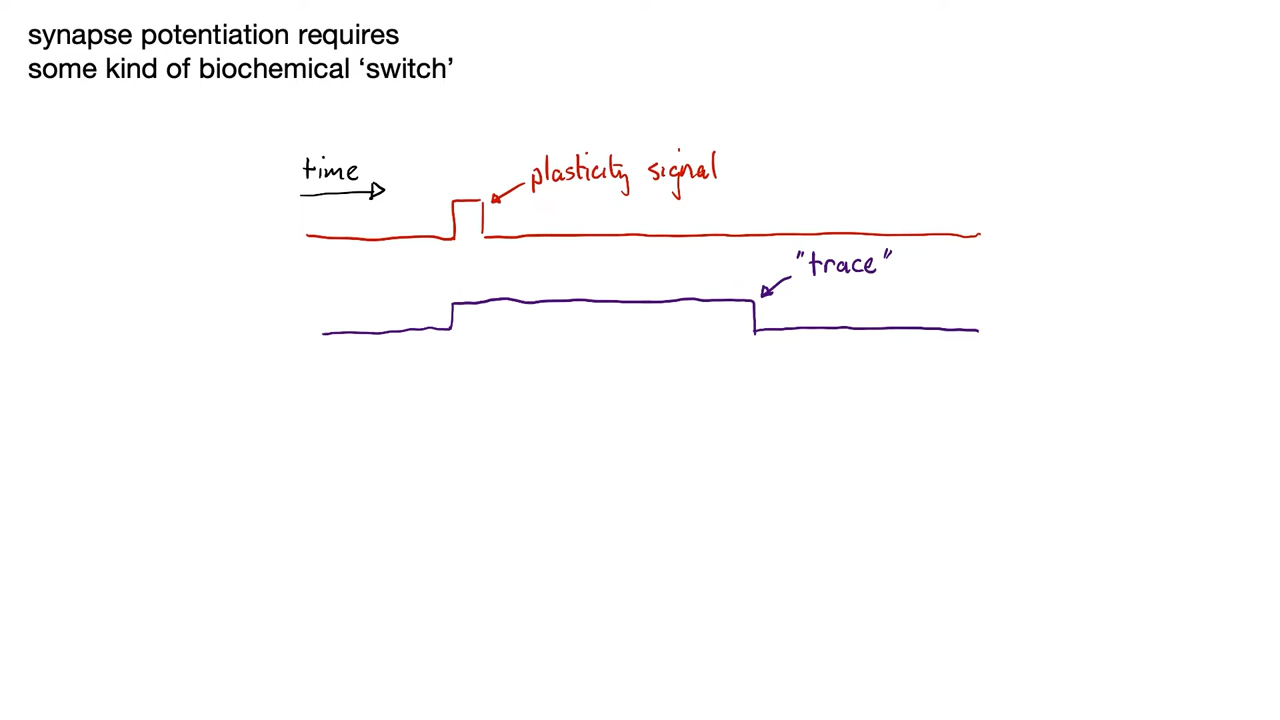 synapse potentiation requires
some kind of biochemical ‘switch’
time
plasticity signal
"trace"